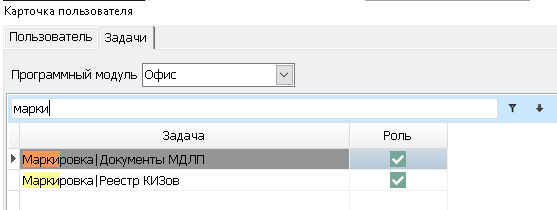 Карточка пользователя
Пользователь Задачи
Программный модуль Офис
марки
Задача Роль
Маркировка|Документы МДЛП
Маркировка|Реестр КИЗов